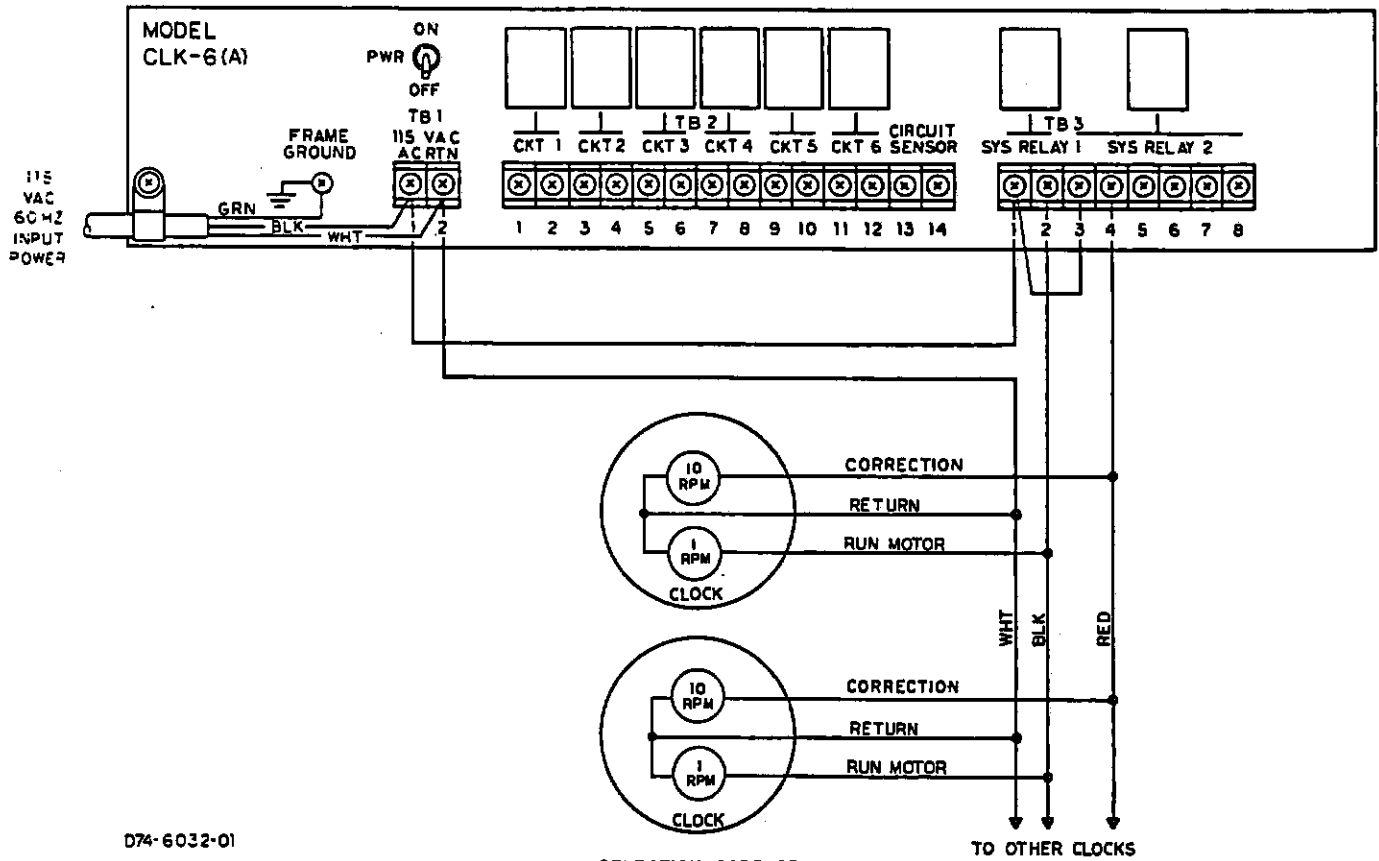 MODEL
CLK-6(A)
ON
PWR
OFF
TB 1
115 VAC
AC RTN
FRAME
GROUND
TB 2
CKT 1
CKT 2
CKT 3
CKT 4
CKT 5
CKT 6
CIRCUIT
SENSOR
TB 3
SYS RELAY 1
SYS RELAY 2
115
VAC
60 HZ
INPUT
POWER
GRN
BLK
WHT
1 2
1 2 3 4 5 6 7 8 9 10 11 12 13 14
1 2 3 4 5 6 7 8
10
RPM
CORRECTION
RETURN
1
RPM
RUN MOTOR
CLOCK
WHT
BLK
RED
10
RPM
CORRECTION
RETURN
1
RPM
RUN MOTOR
CLOCK
D74-6032-01
TO OTHER CLOCKS